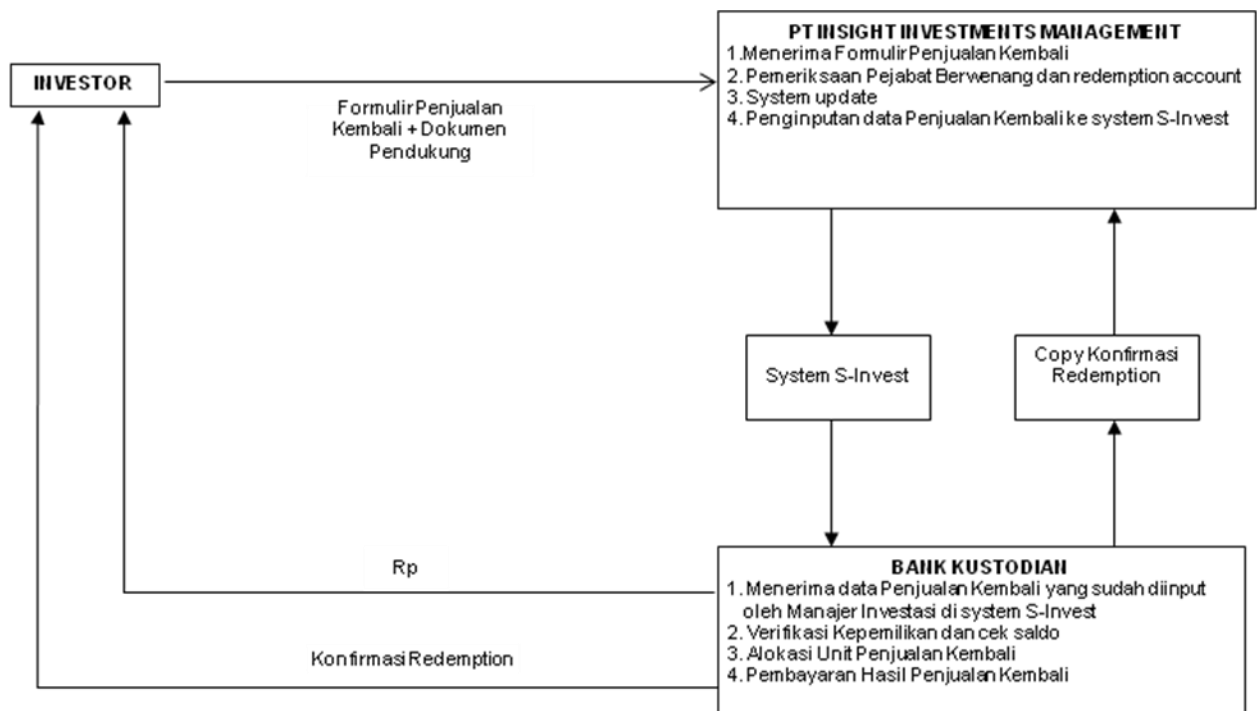 PT INSIGHT INVESTMENTS MANAGEMENT
1. Menerima Formulir Penjualan Kembali
2. Pemeriksaan Pejabat Berwenang dan redemption account
3. System update
4. Penginputan data Penjualan Kembali ke system S-Invest
INVESTOR
Formulir Penjualan
Kembali + Dokumen
Pendukung
System S-Invest
Copy Konfirmasi
Redemption
Rp
Konfirmasi Redemption
BANK KUSTODIAN
1. Menerima data Penjualan Kembali yang sudah diinput
oleh Manajer Investasi di system S-Invest
2. Verifikasi Kepemilikan dan cek saldo
3. Alokasi Unit Penjualan Kembali
4. Pembayaran Hasil Penjualan Kembali